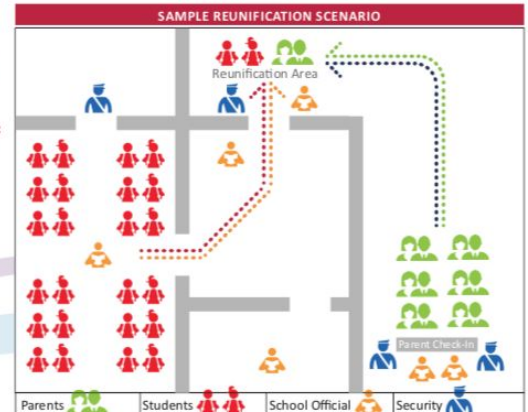 SAMPLE REUNIFICATION SCENARIO
Reunification Area
Parent Check-In
Parents
Students
School Official
Security